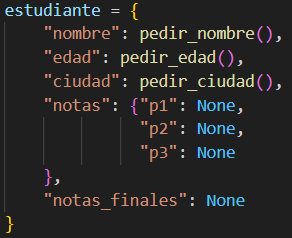 estudiante = {
    "nombre": pedir_nombre(),
    "edad": pedir_edad(),
    "ciudad": pedir_ciudad(),
    "notas": {"p1": None,
              "p2": None,
              "p3": None
    },
    "notas_finales": None
}